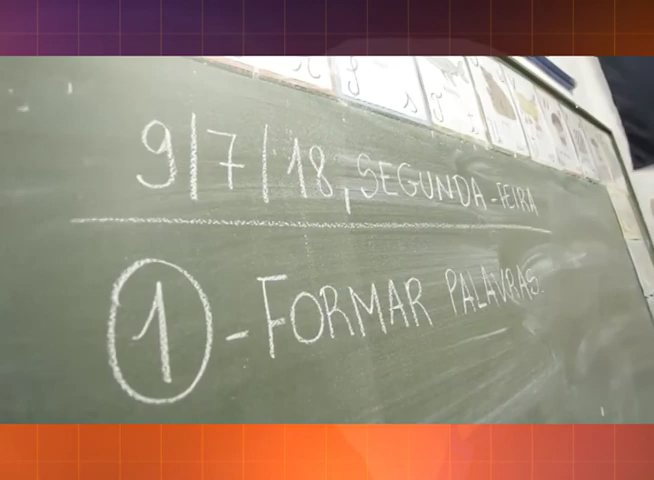 9/7/18, SEGUNDA-FEIRA
1 - FORMAR PALAVRAS.